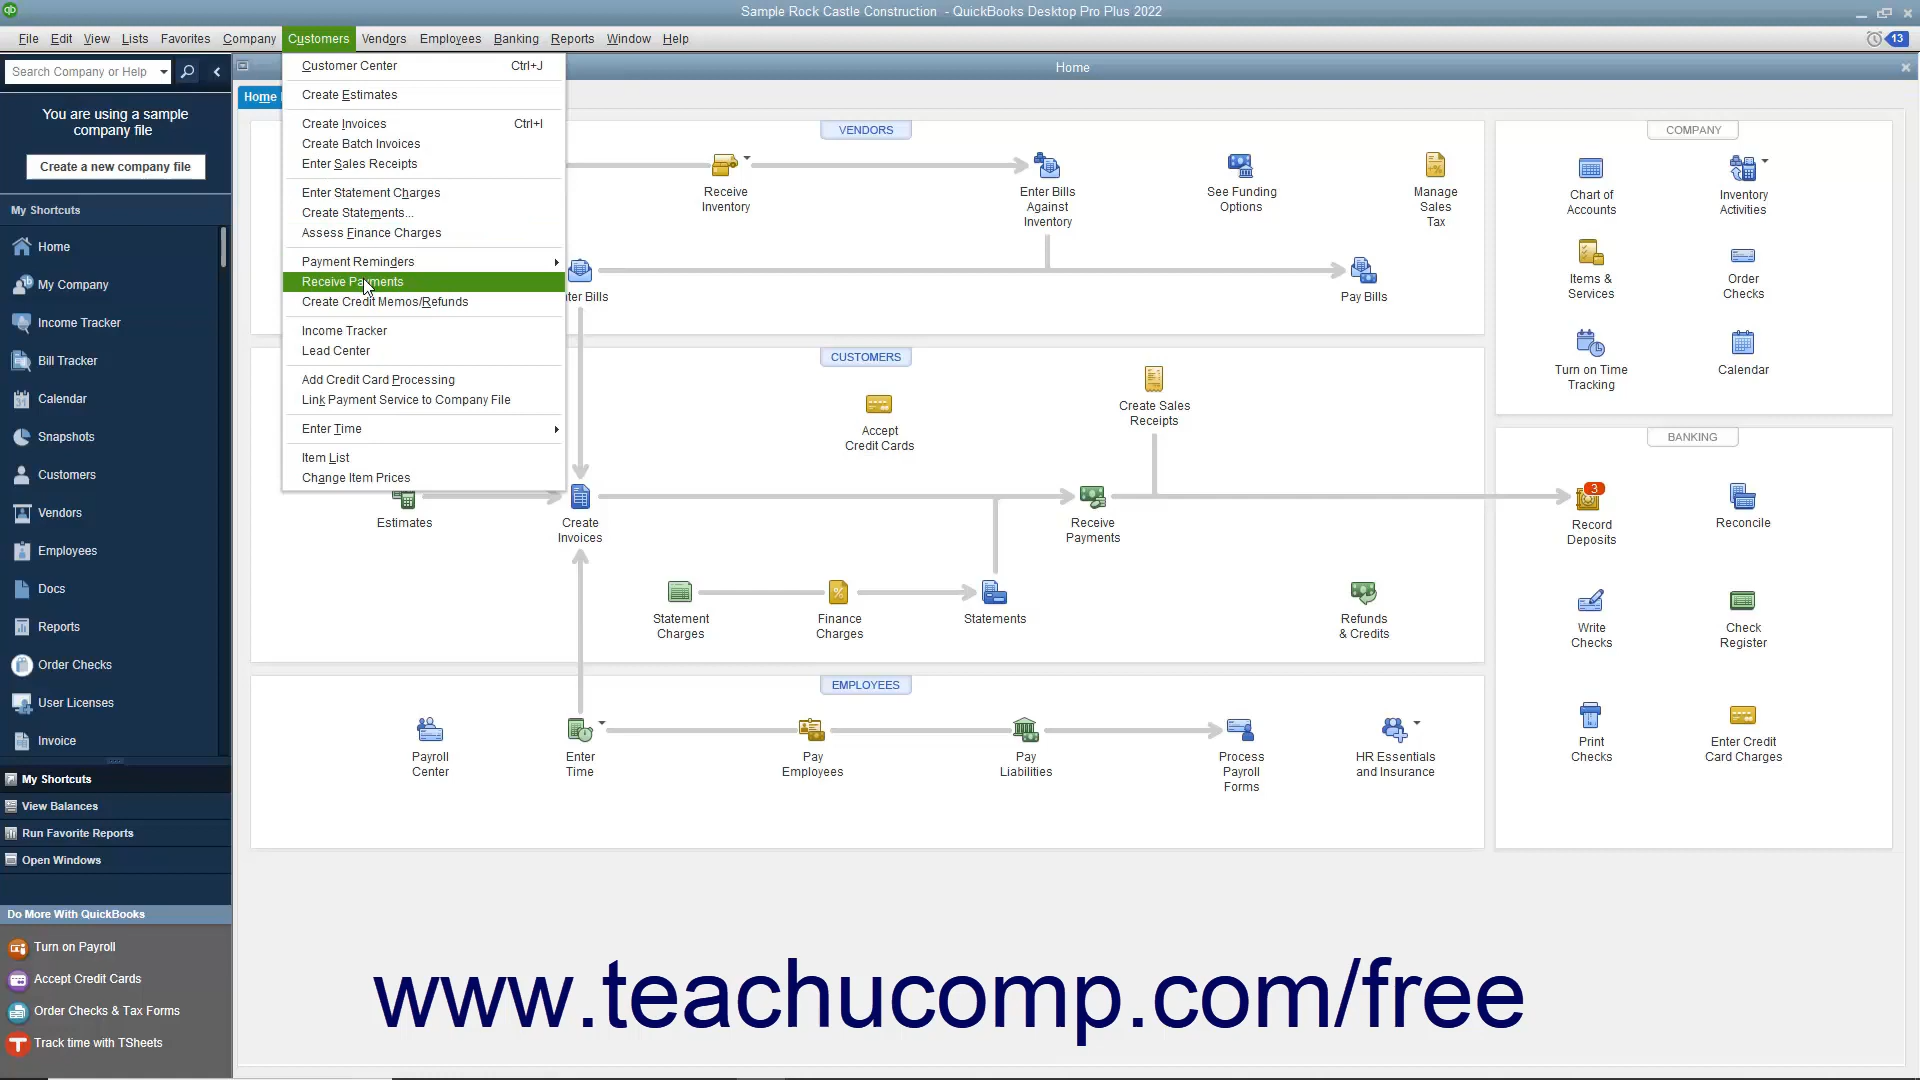 Sample Rock Castle Construction - QuickBooks Desktop Pro Plus 2022
File Edit View Lists Favorites Company Customers Vendors Employees Banking Reports Window Help
13
Search Company or Help
You are using a sample
company file
Create a new company file
My Shortcuts
Home
My Company
Income Tracker
Bill Tracker
Calendar
Snapshots
Customers
Vendors
Employees
Docs
Reports
Order Checks
User Licenses
Invoice
My Shortcuts
View Balances
Run Favorite Reports
Open Windows
Do More With QuickBooks
Turn on Payroll
Accept Credit Cards
Order Checks & Tax Forms
Track time with TSheets
Customer Center Ctrl+J
Create Estimates
Create Invoices Ctrl+I
Create Batch Invoices
Enter Sales Receipts
Enter Statement Charges
Create Statements...
Assess Finance Charges
Payment Reminders
Receive Payments
Create Credit Memos/Refunds
Income Tracker
Lead Center
Add Credit Card Processing
Link Payment Service to Company File
Enter Time
Item List
Change Item Prices
Home
Home
VENDORS
Receive
Inventory
Enter Bills
Against
Inventory
See Funding
Options
Manage
Sales
Tax
ter Bills
Pay Bills
CUSTOMERS
Accept
Credit Cards
Create Sales
Receipts
Estimates
Create
Invoices
Receive
Payments
Statement
Charges
Finance
Charges
Statements
Refunds
& Credits
EMPLOYEES
Payroll
Center
Enter
Time
Pay
Employees
Pay
Liabilities
Process
Payroll
Forms
HR Essentials
and Insurance
COMPANY
Chart of
Accounts
Inventory
Activities
Items &
Services
Order
Checks
Turn on Time
Tracking
Calendar
BANKING
3
Record
Deposits
Reconcile
Write
Checks
Check
Register
Print
Checks
Enter Credit
Card Charges
www.teachucomp.com/free